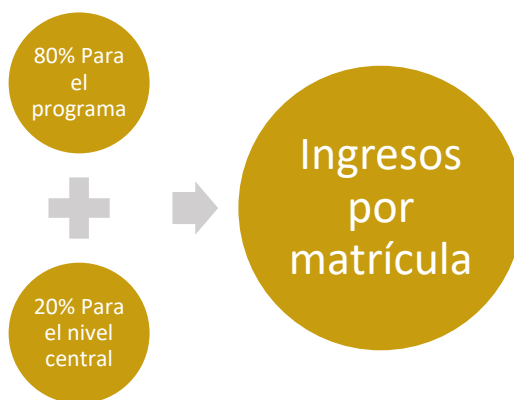 80% Para
el
programa
20% Para
el nivel
central
Ingresos
por
matrícula